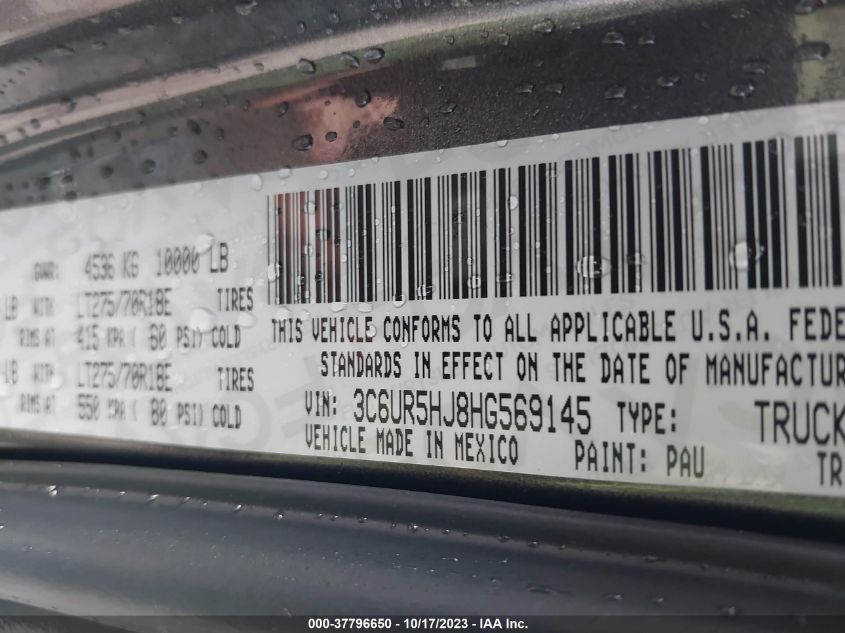 GVWR: 4536 KG 10000 LB
LB WITH LT275/70R18E TIRES
RIMS AT 415 KPA( 60 PSI) COLD
LB WITH LT275/70R18E TIRES
RIMS AT 550 KPA( 80 PSI) COLD
THIS VEHICLE CONFORMS TO ALL APPLICABLE U.S.A. FEDE
STANDARDS IN EFFECT ON THE DATE OF MANUFACTUR
VIN: 3C6UR5HJ8HG569145 TYPE: TRUCK
VEHICLE MADE IN MEXICO PAINT: PAU TR
000-37796650 - 10/17/2023 - IAA Inc.